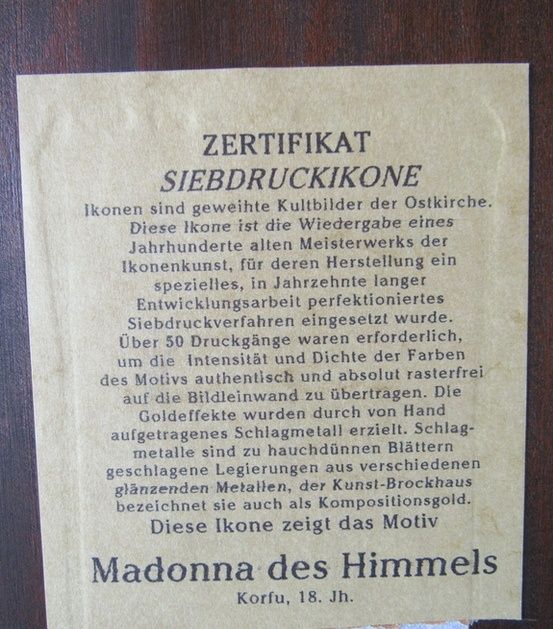 ZERTIFIKAT
SIEBDRUCKIKONE
Ikonen sind geweihte Kultbilder der Ostkirche.
Diese Ikone ist die Wiedergabe eines
Jahrhunderte alten Meisterwerks der
Ikonenkunst, für deren Herstellung ein
spezielles, in Jahrzehnte langer
Entwicklungsarbeit perfektioniertes
Siebdruckverfahren eingesetzt wurde.
Über 50 Druckgänge waren erforderlich,
um die Intensität und Dichte der Farben
des Motivs authentisch und absolut rasterfrei
auf die Bildleinwand zu übertragen. Die
Goldeffekte wurden durch von Hand
aufgetragenes Schlagmetall erzielt. Schlag-
metalle sind zu hauchdünnen Blättern
geschlagene Legierungen aus verschiedenen
glänzenden Metallen, der Kunst-Brockhaus
bezeichnet sie auch als Kompositionsgold.
Diese Ikone zeigt das Motiv
Madonna des Himmels
Korfu, 18. Jh.